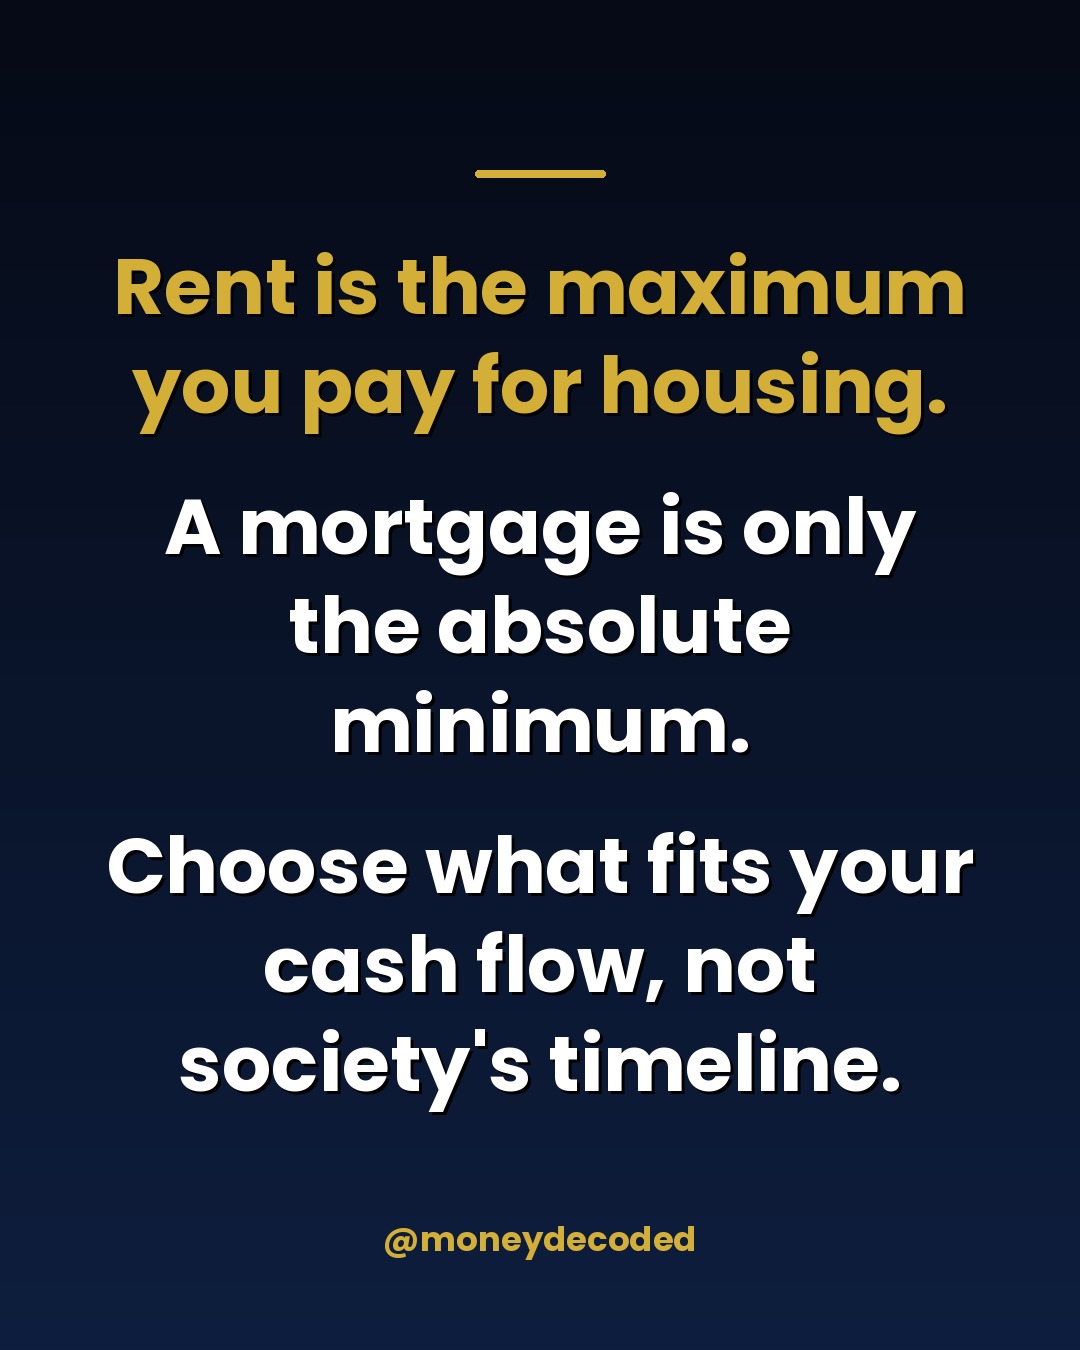 Rent is the maximum
you pay for housing.
A mortgage is only
the absolute
minimum.
Choose what fits your
cash flow, not
society's timeline.
@moneydecoded